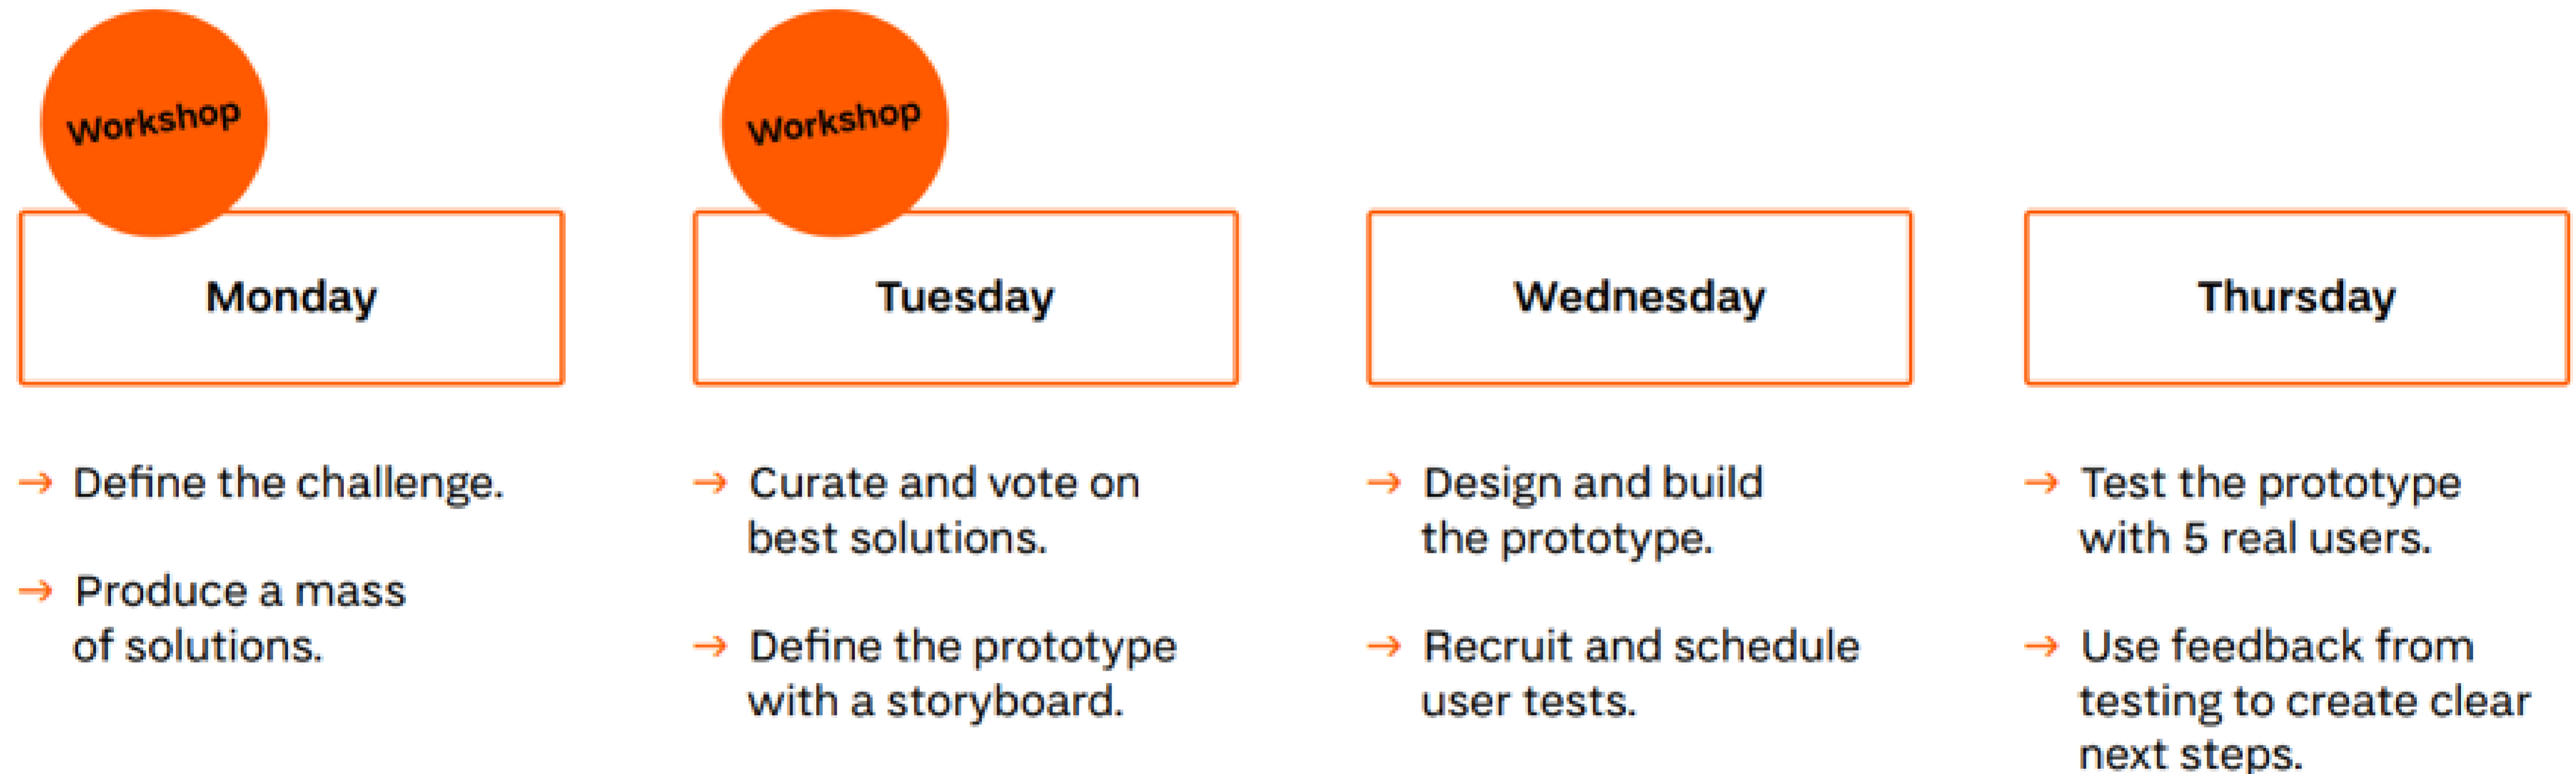 Workshop
Monday
→ Define the challenge.
→ Produce a mass
of solutions.
Workshop
Tuesday
→ Curate and vote on
best solutions.
→ Define the prototype
with a storyboard.
Wednesday
→ Design and build
the prototype.
→ Recruit and schedule
user tests.
Thursday
→ Test the prototype
with 5 real users.
→ Use feedback from
testing to create clear
next steps.